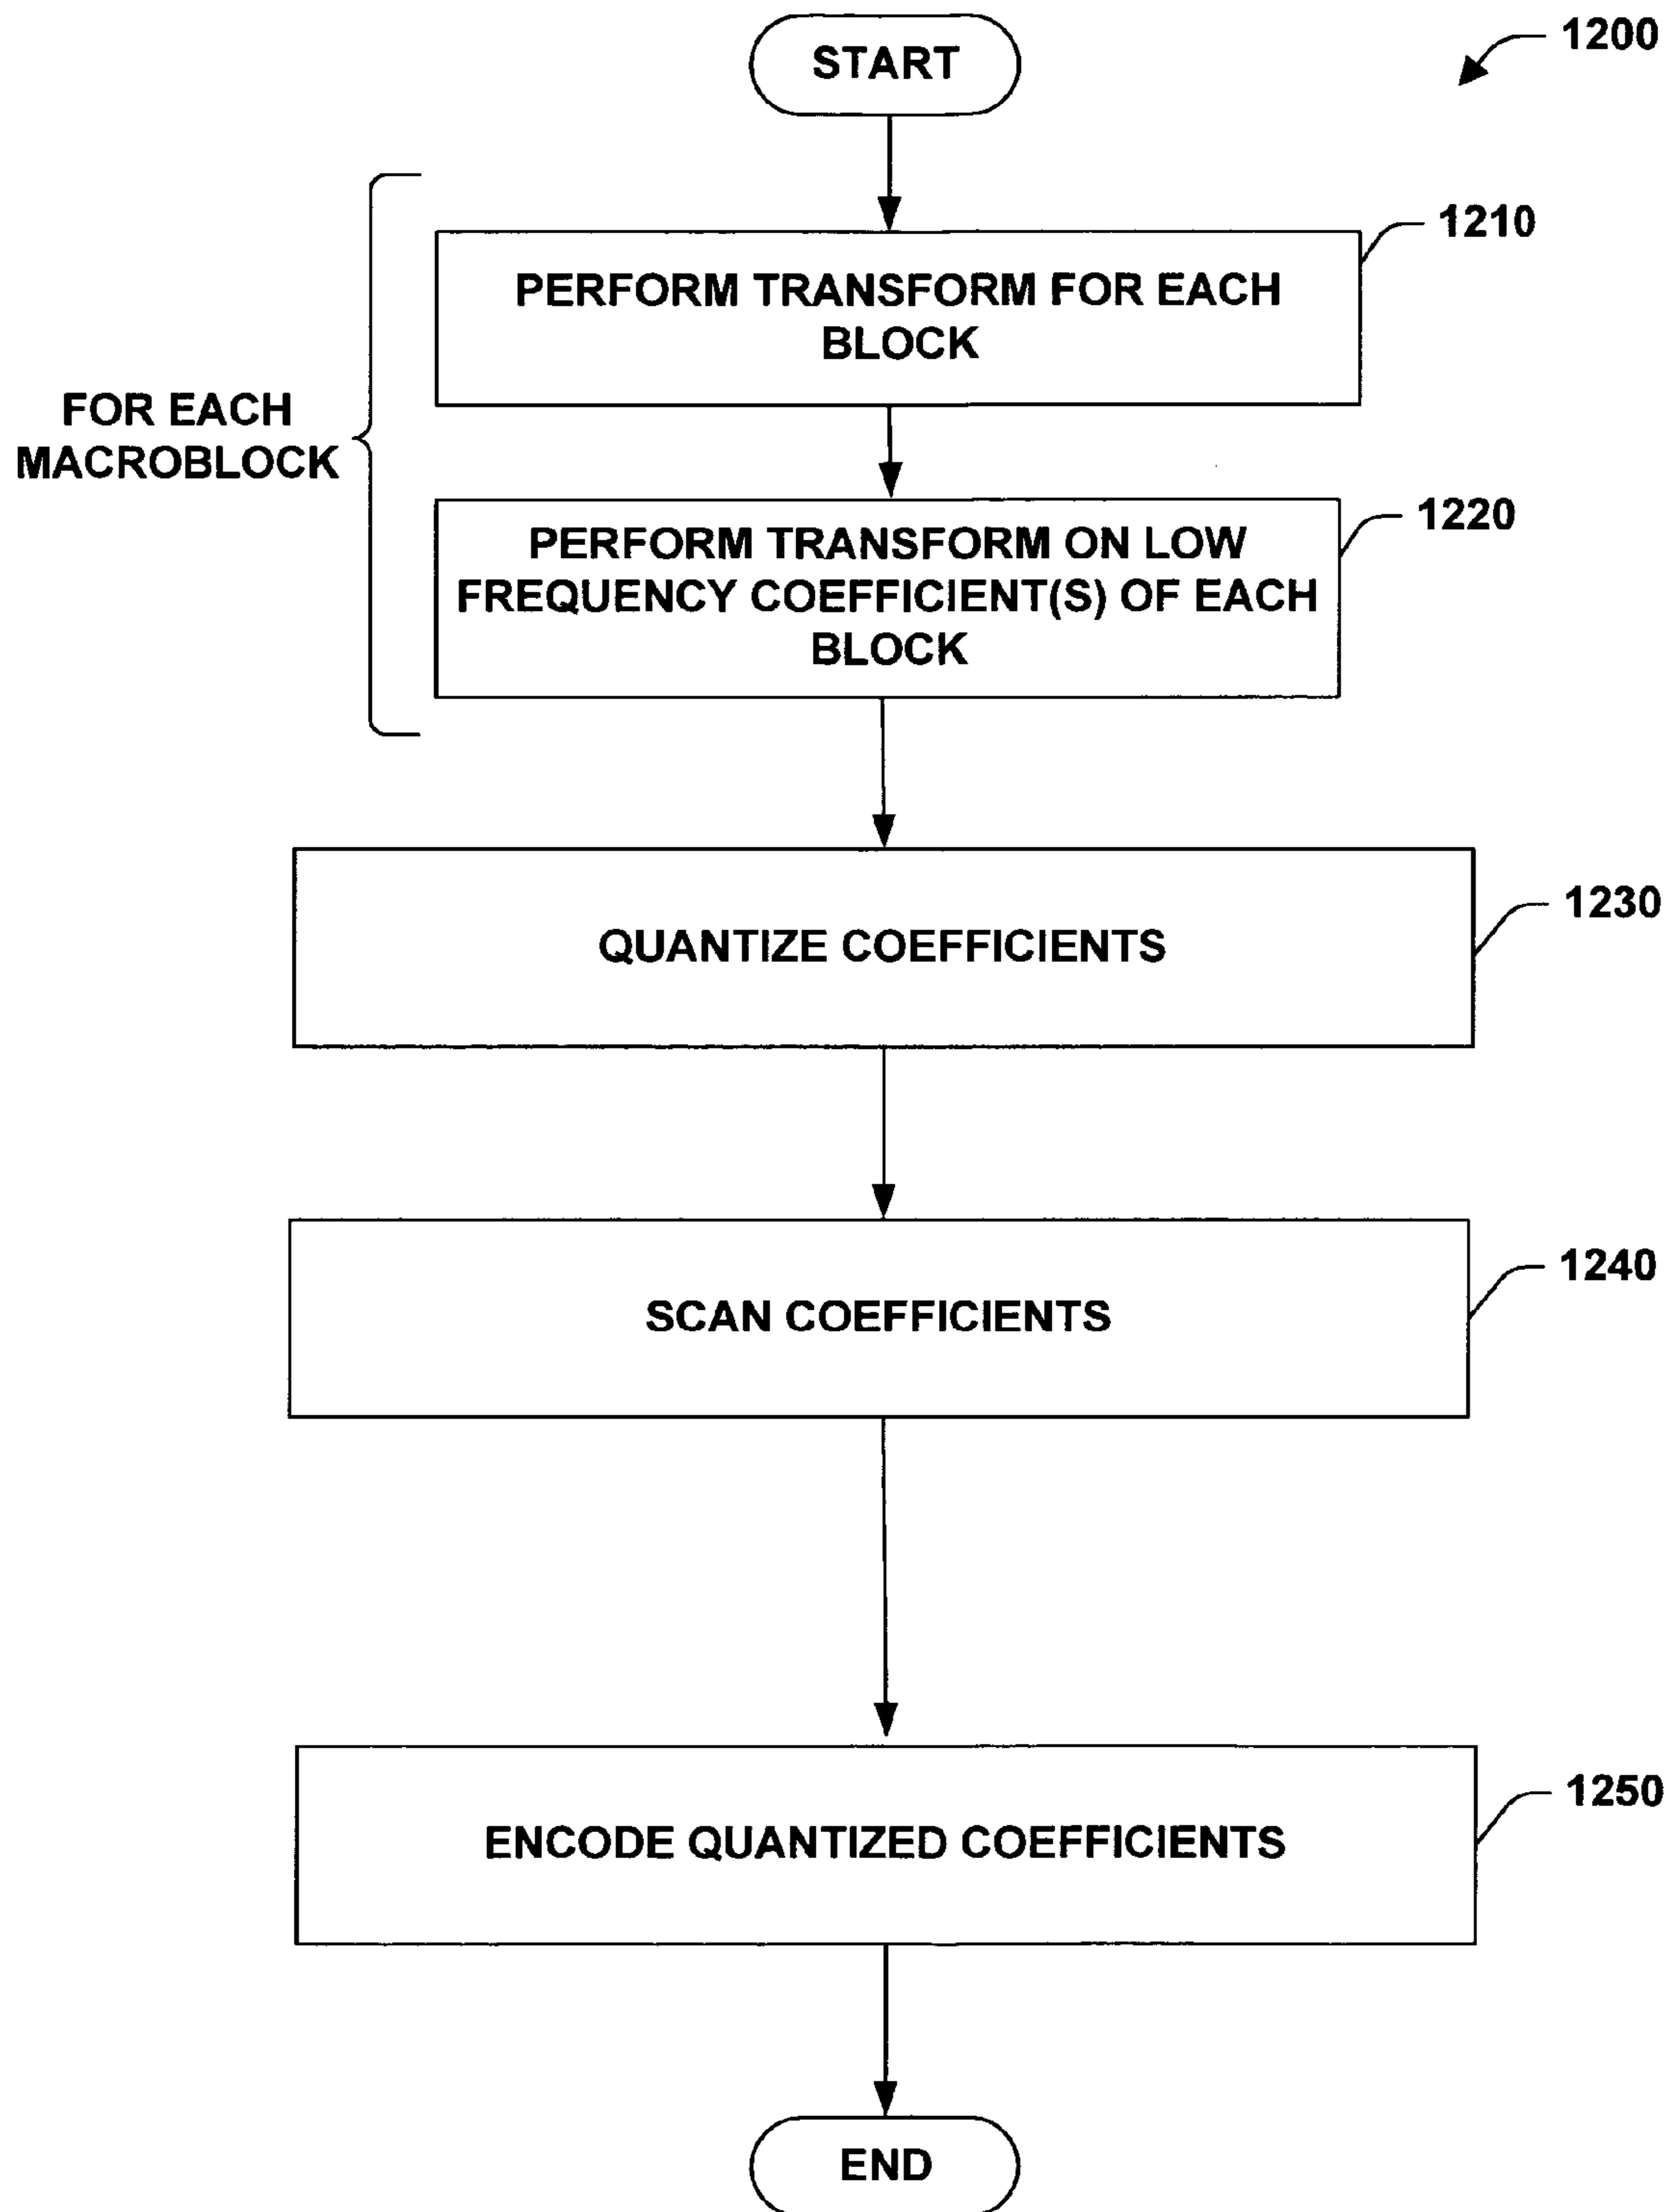 START
1200
1210
PERFORM TRANSFORM FOR EACH
BLOCK
FOR EACH
MACROBLOCK
1220
PERFORM TRANSFORM ON LOW
FREQUENCY COEFFICIENT(S) OF EACH
BLOCK
1230
QUANTIZE COEFFICIENTS
1240
SCAN COEFFICIENTS
1250
ENCODE QUANTIZED COEFFICIENTS
END